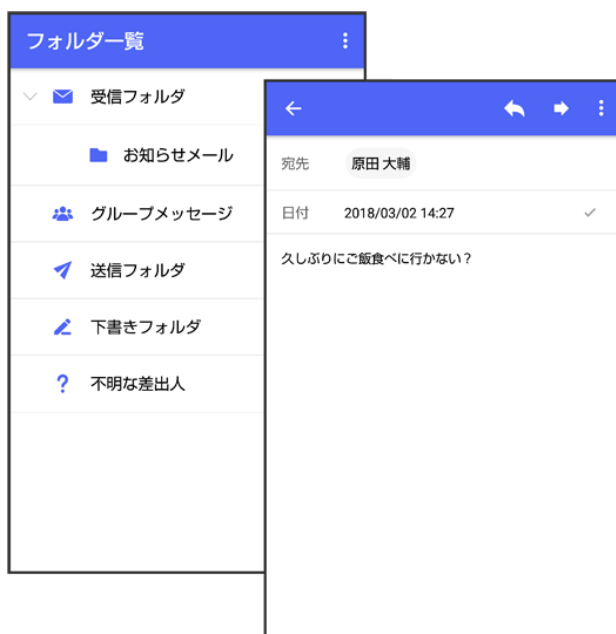 フォルダ一覧
受信フォルダ
お知らせメール
グループメッセージ
送信フォルダ
下書きフォルダ
不明な差出人
宛先 原田 大輔
日付 2018/03/02 14:27
久しぶりにご飯食べに行かない？